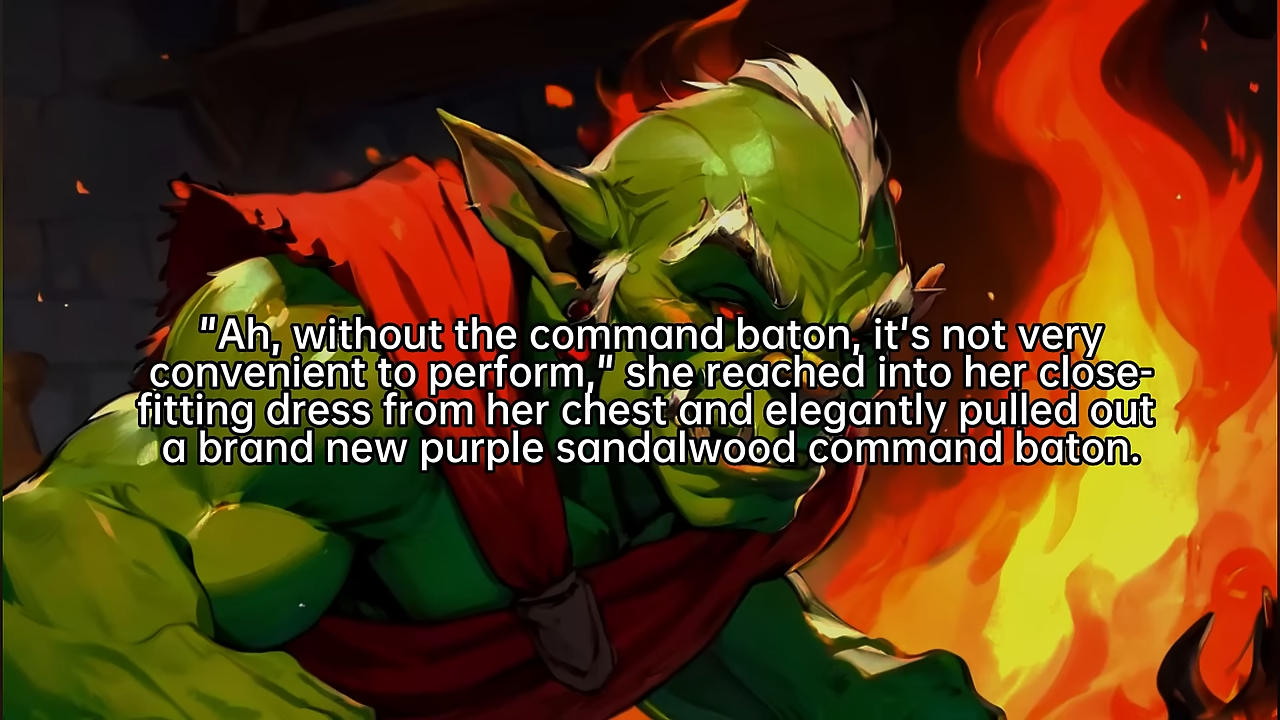 "Ah, without the command baton, it's not very
convenient to perform," she reached into her close-
fitting dress from her chest and elegantly pulled out
a brand new purple sandalwood command baton.